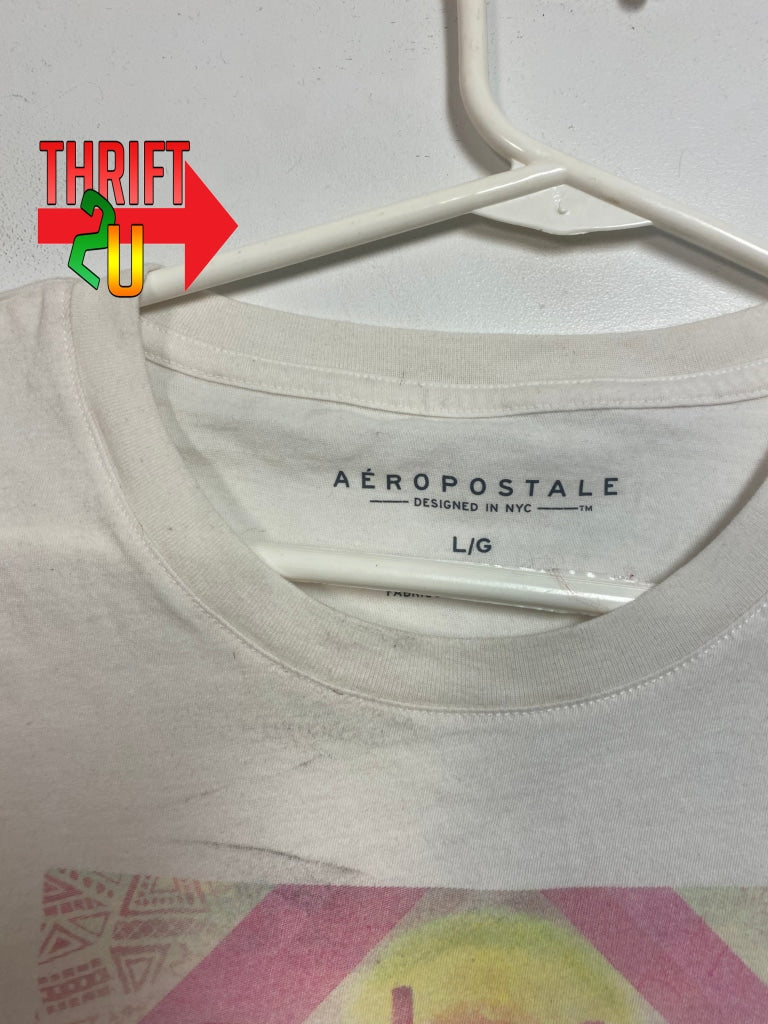 THRIFT
2U
AÉROPOSTALE
DESIGNED IN NYC TM
L/G